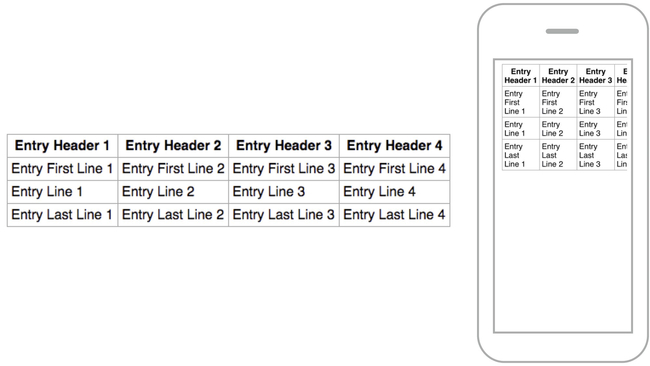 Entry Header 1 Entry Header 2 Entry Header 3 Entry Header 4
Entry First Line 1 Entry First Line 2 Entry First Line 3 Entry First Line 4
Entry Line 1 Entry Line 2 Entry Line 3 Entry Line 4
Entry Last Line 1 Entry Last Line 2 Entry Last Line 3 Entry Last Line 4
Entry Entry Entry E
Header 1 Header 2 Header 3 He
Entry Entry Entry Ent
First First First Firs
Line 1 Line 2 Line 3 Lin
Entry Entry Entry Ent
Line 1 Line 2 Line 3 Lin
Entry Entry Entry Ent
Last Last Last Las
Line 1 Line 2 Line 3 Lin